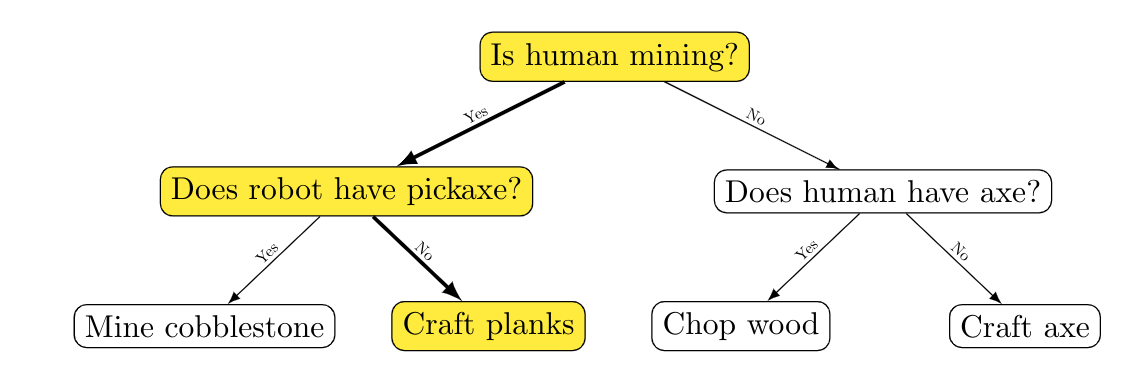 Is human mining?
Yes
No
Does robot have pickaxe?
Does human have axe?
Yes
No
Yes
No
Mine cobblestone
Craft planks
Chop wood
Craft axe